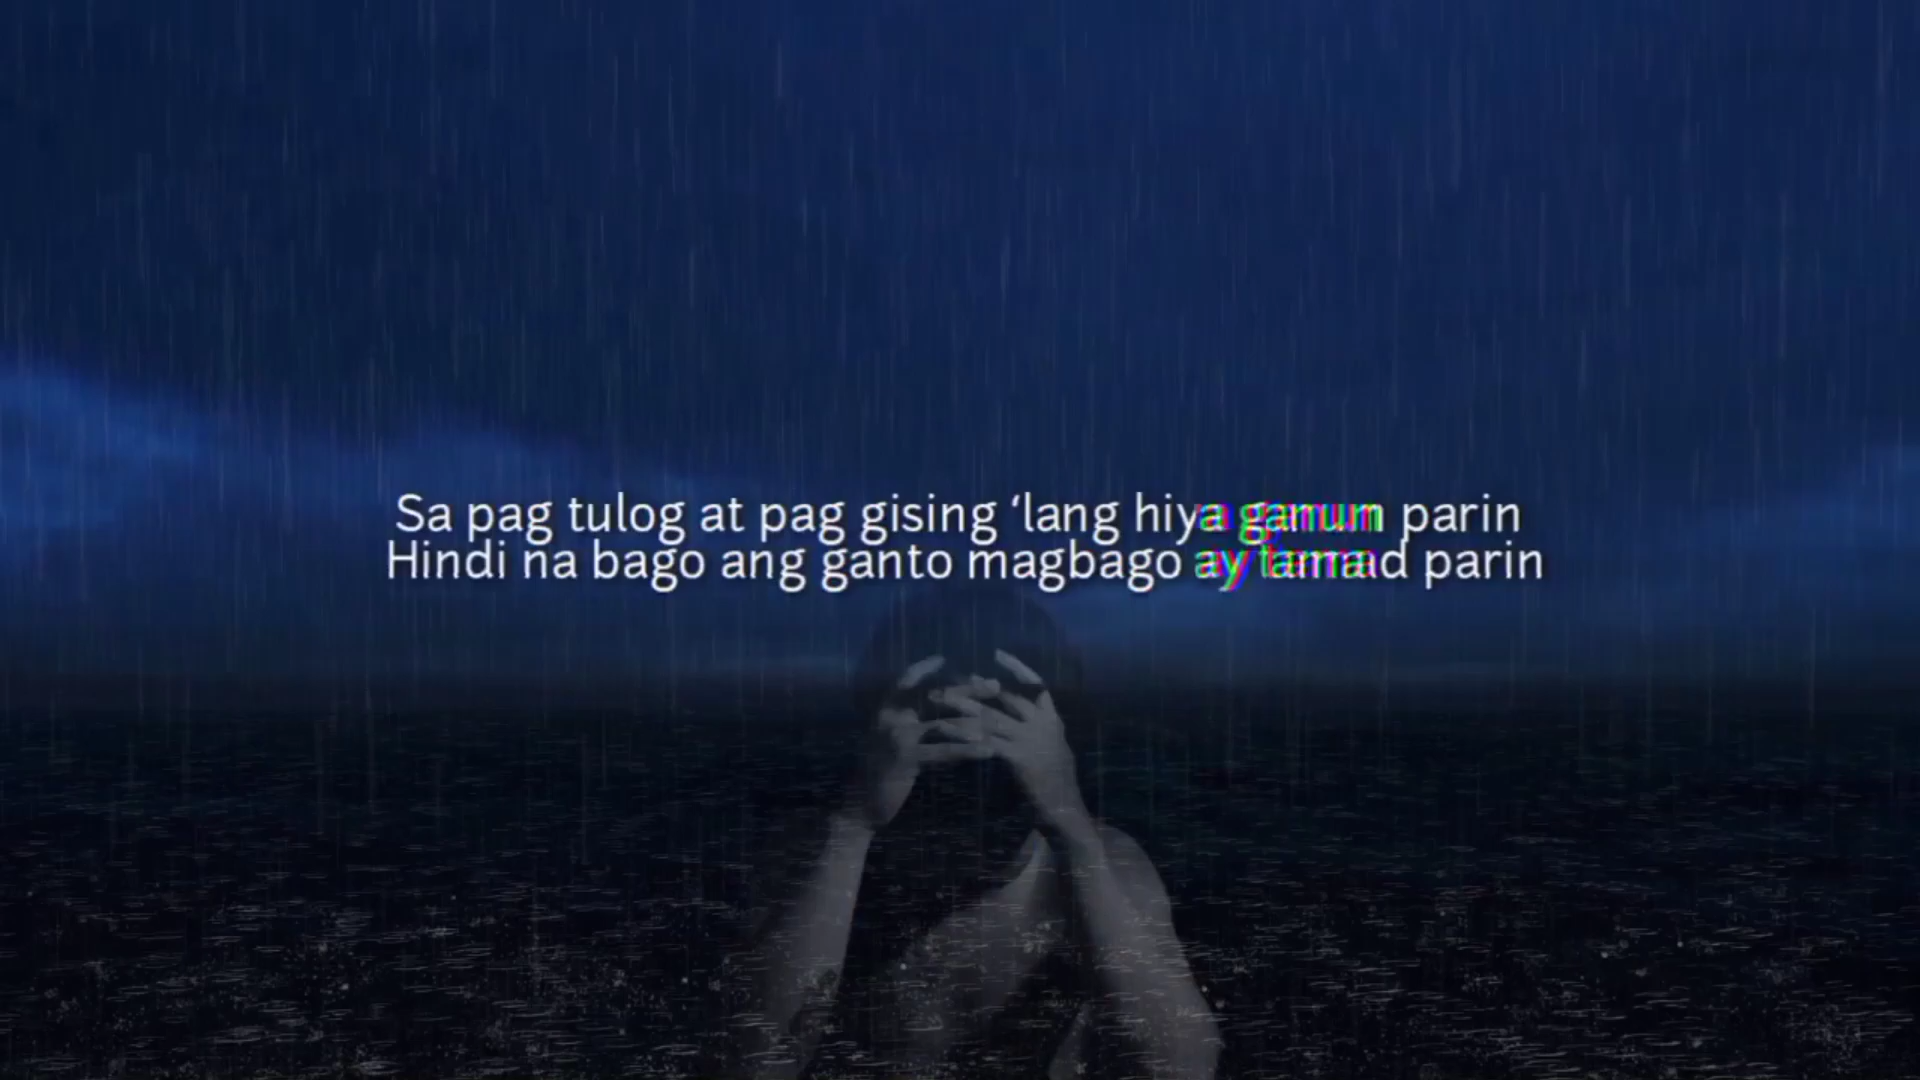 Sa pag tulog at pag gising ‘lang hiya ganun parin
Hindi na bago ang ganto magbago ay tamad parin